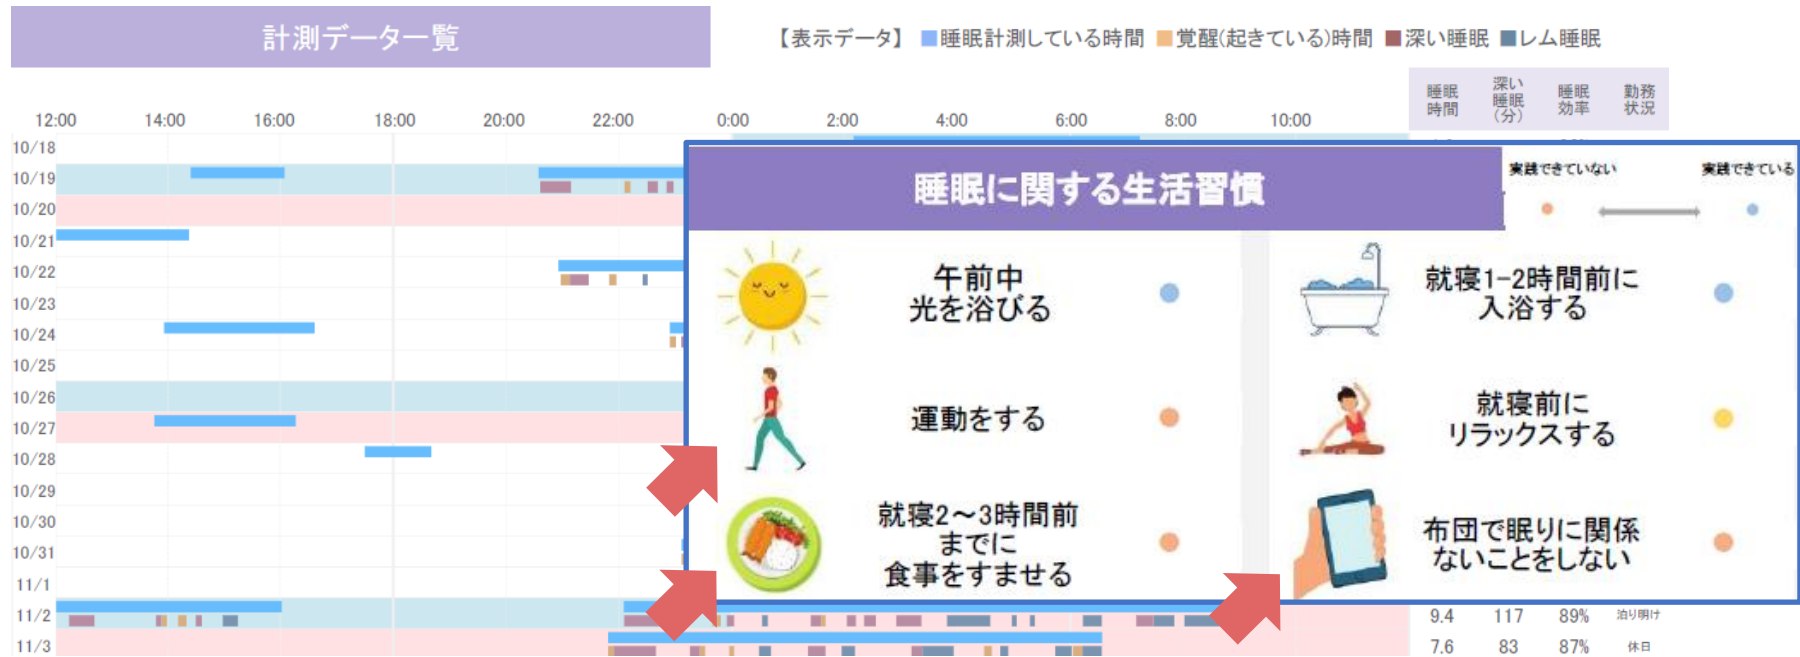 計測データ一覧
【表示データ】 睡眠計測している時間 覚醒(起きている)時間 深い睡眠 レム睡眠
睡眠時間 深い睡眠(分) 睡眠効率 勤務状況
12:00 14:00 16:00 18:00 20:00 22:00 0:00 2:00 4:00 6:00 8:00 10:00
10/18
10/19
10/20
10/21
10/22
10/23
10/24
10/25
10/26
10/27
10/28
10/29
10/30
10/31
11/1
11/2 9.4 117 89% 泊り明け
11/3 7.6 83 87% 休日
睡眠に関する生活習慣
実践できていない 実践できている
午前中
光を浴びる
運動をする
就寝2～3時間前
までに
食事をすませる
就寝1-2時間前に
入浴する
就寝前に
リラックスする
布団で眠りに関係
ないことをしない